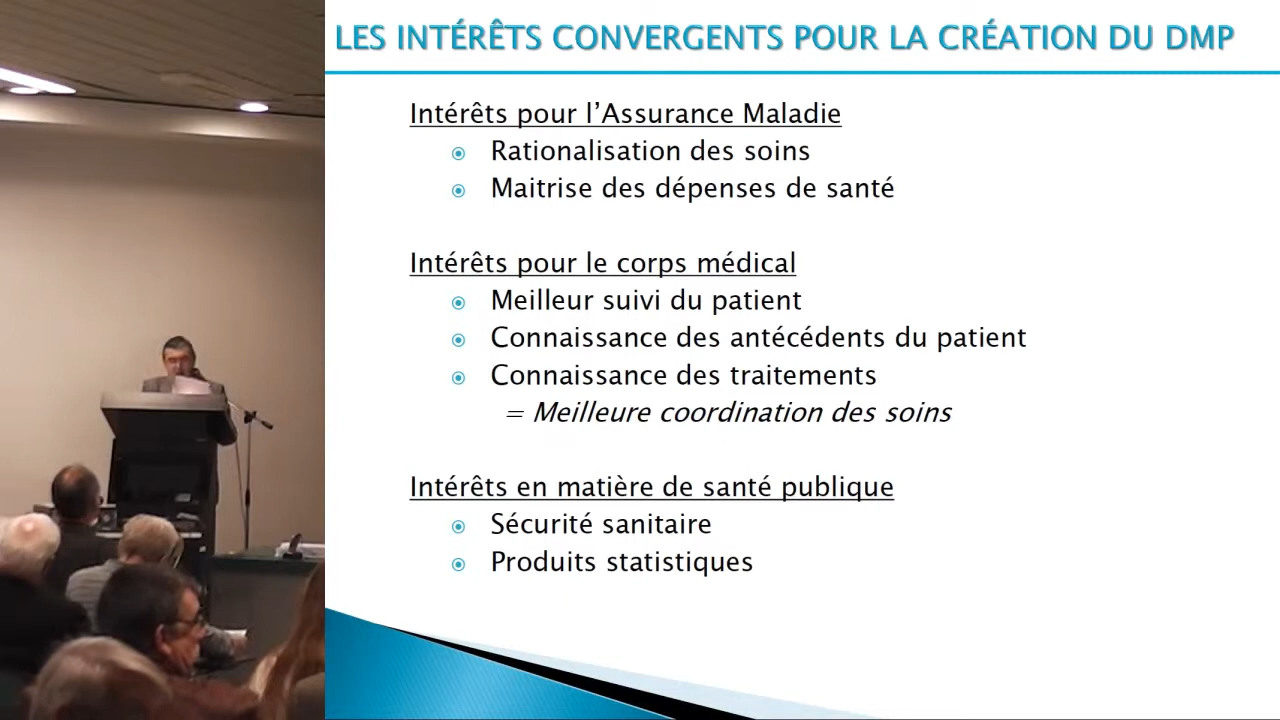 LES INTÉRÊTS CONVERGENTS POUR LA CRÉATION DU DMP
Intérêts pour l'Assurance Maladie
Rationalisation des soins
Maitrise des dépenses de santé
Intérêts pour le corps médical
Meilleur suivi du patient
Connaissance des antécédents du patient
Connaissance des traitements
= Meilleure coordination des soins
Intérêts en matière de santé publique
Sécurité sanitaire
Produits statistiques